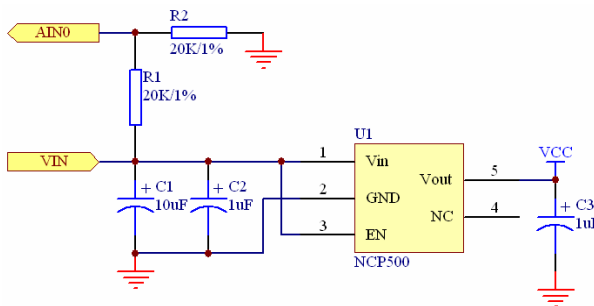 AIN0
R2
20K/1%
R1
20K/1%
VIN
C1
10uF
C2
1uF
U1
1
Vin
2
GND
3
EN
Vout
5
NC
4
NCP500
VCC
C3
1uF